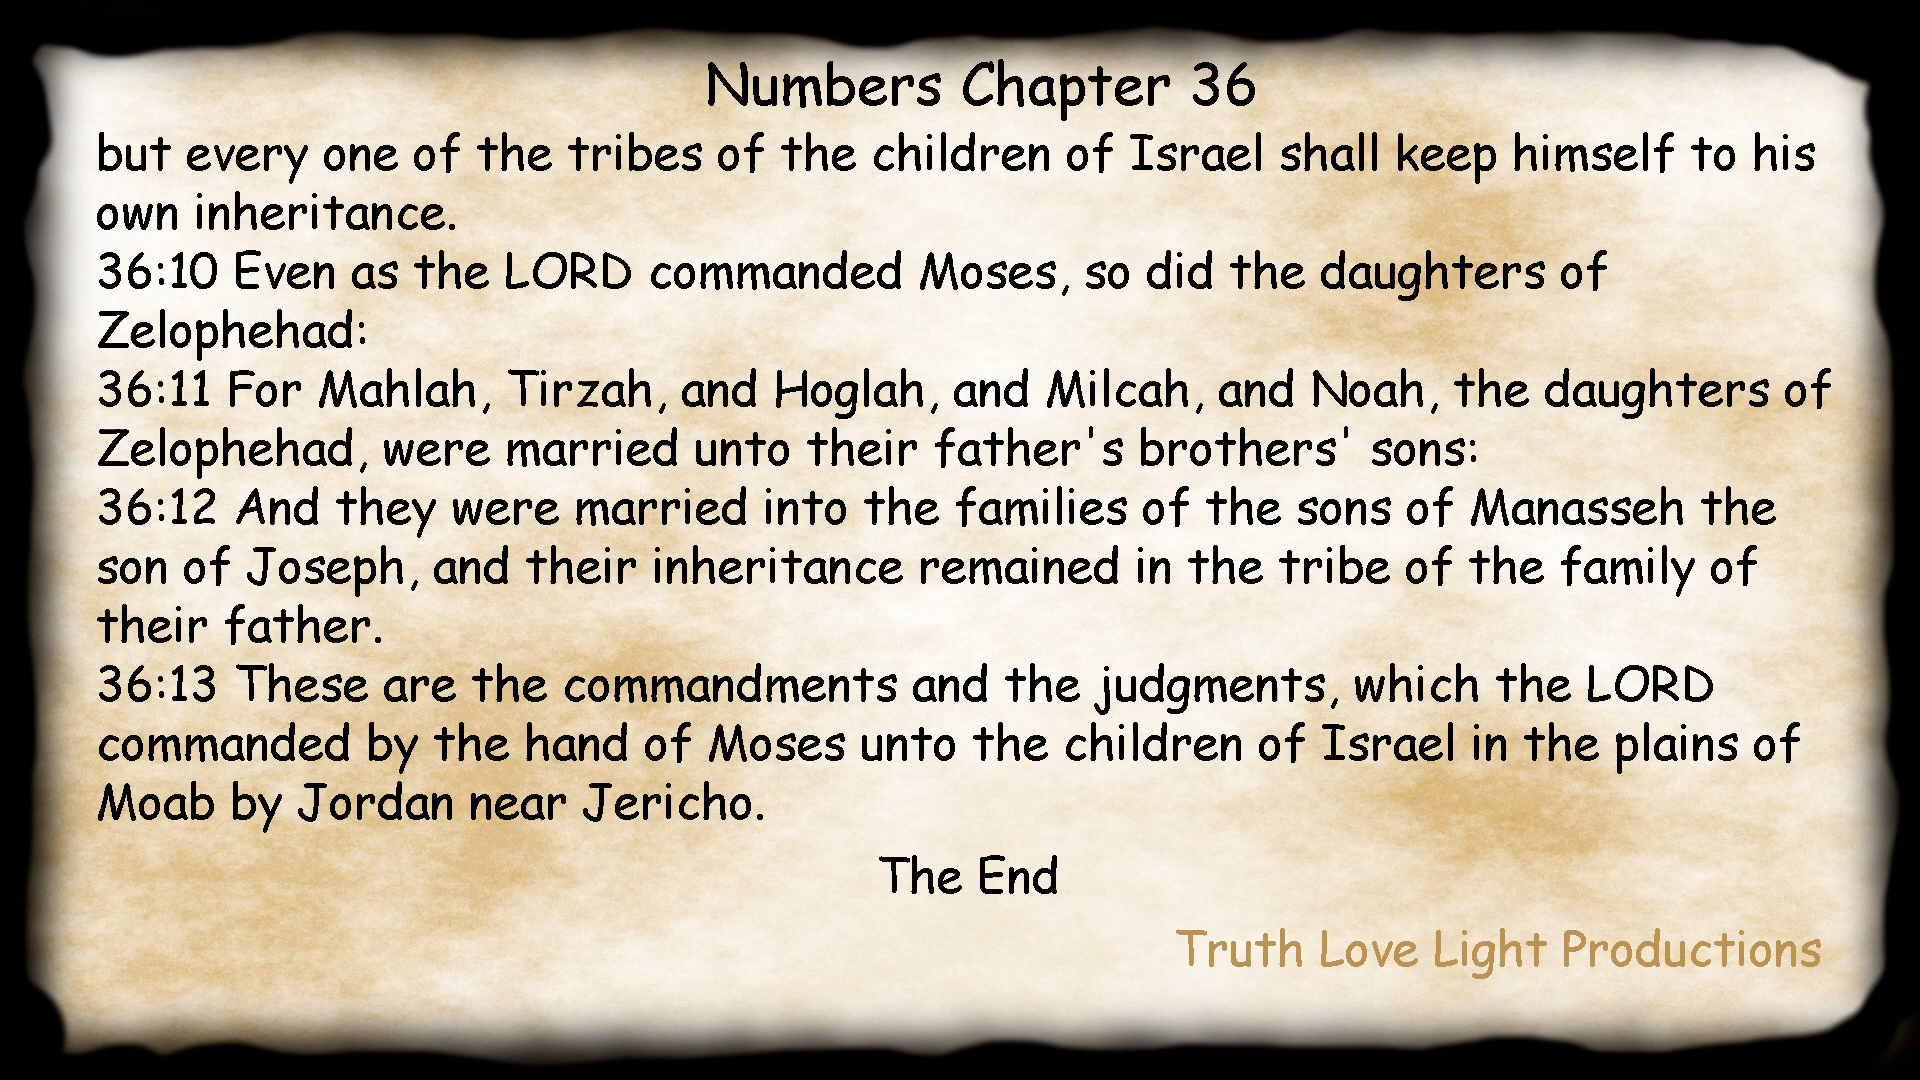 Numbers Chapter 36
but every one of the tribes of the children of Israel shall keep himself to his
own inheritance.
36:10 Even as the LORD commanded Moses, so did the daughters of
Zelophehad:
36:11 For Mahlah, Tirzah, and Hoglah, and Milcah, and Noah, the daughters of
Zelophehad, were married unto their father's brothers' sons:
36:12 And they were married into the families of the sons of Manasseh the
son of Joseph, and their inheritance remained in the tribe of the family of
their father.
36:13 These are the commandments and the judgments, which the LORD
commanded by the hand of Moses unto the children of Israel in the plains of
Moab by Jordan near Jericho.
The End
Truth Love Light Productions